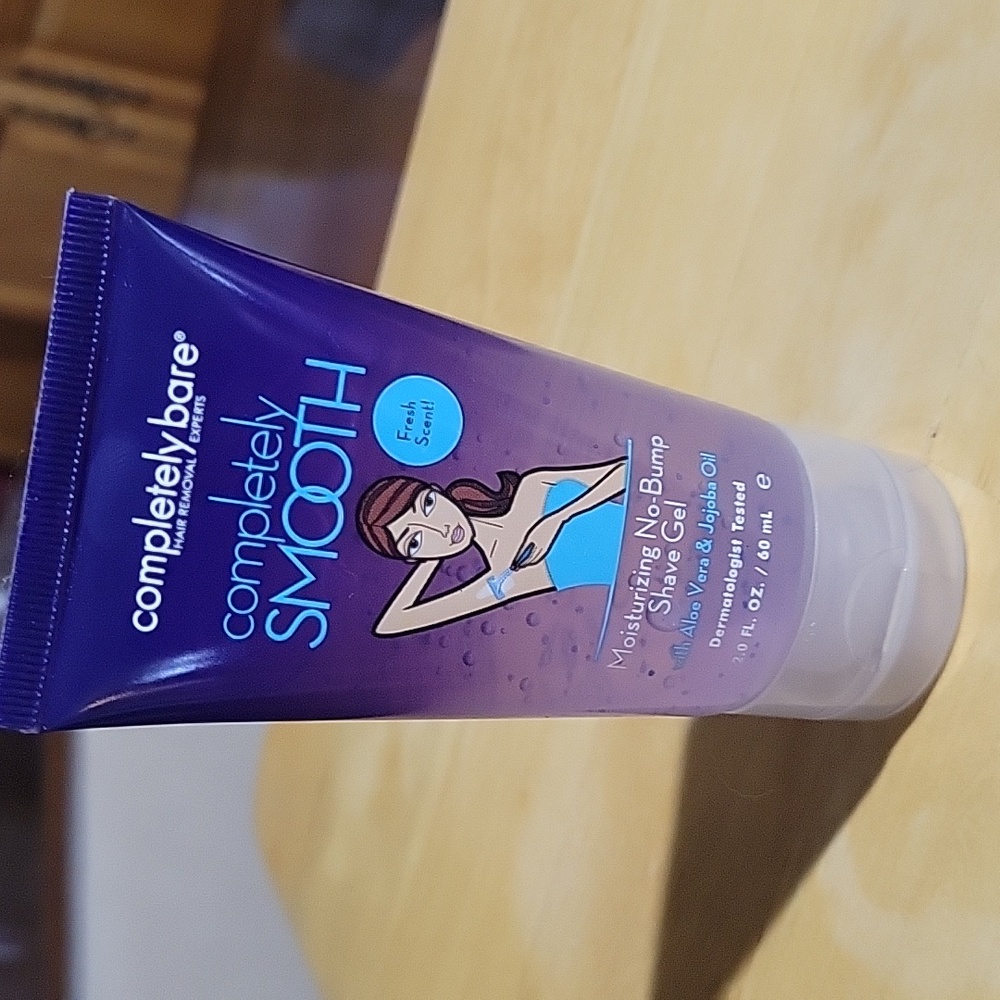 completely bare®
HAIR REMOVAL EXPERTS
completely
SMOOTH
Fresh
Scent!
Moisturizing No-Bump
Shave Gel
with Aloe Vera & Jojoba Oil
Dermatologist Tested
2.0 FL. OZ. / 60 mL e